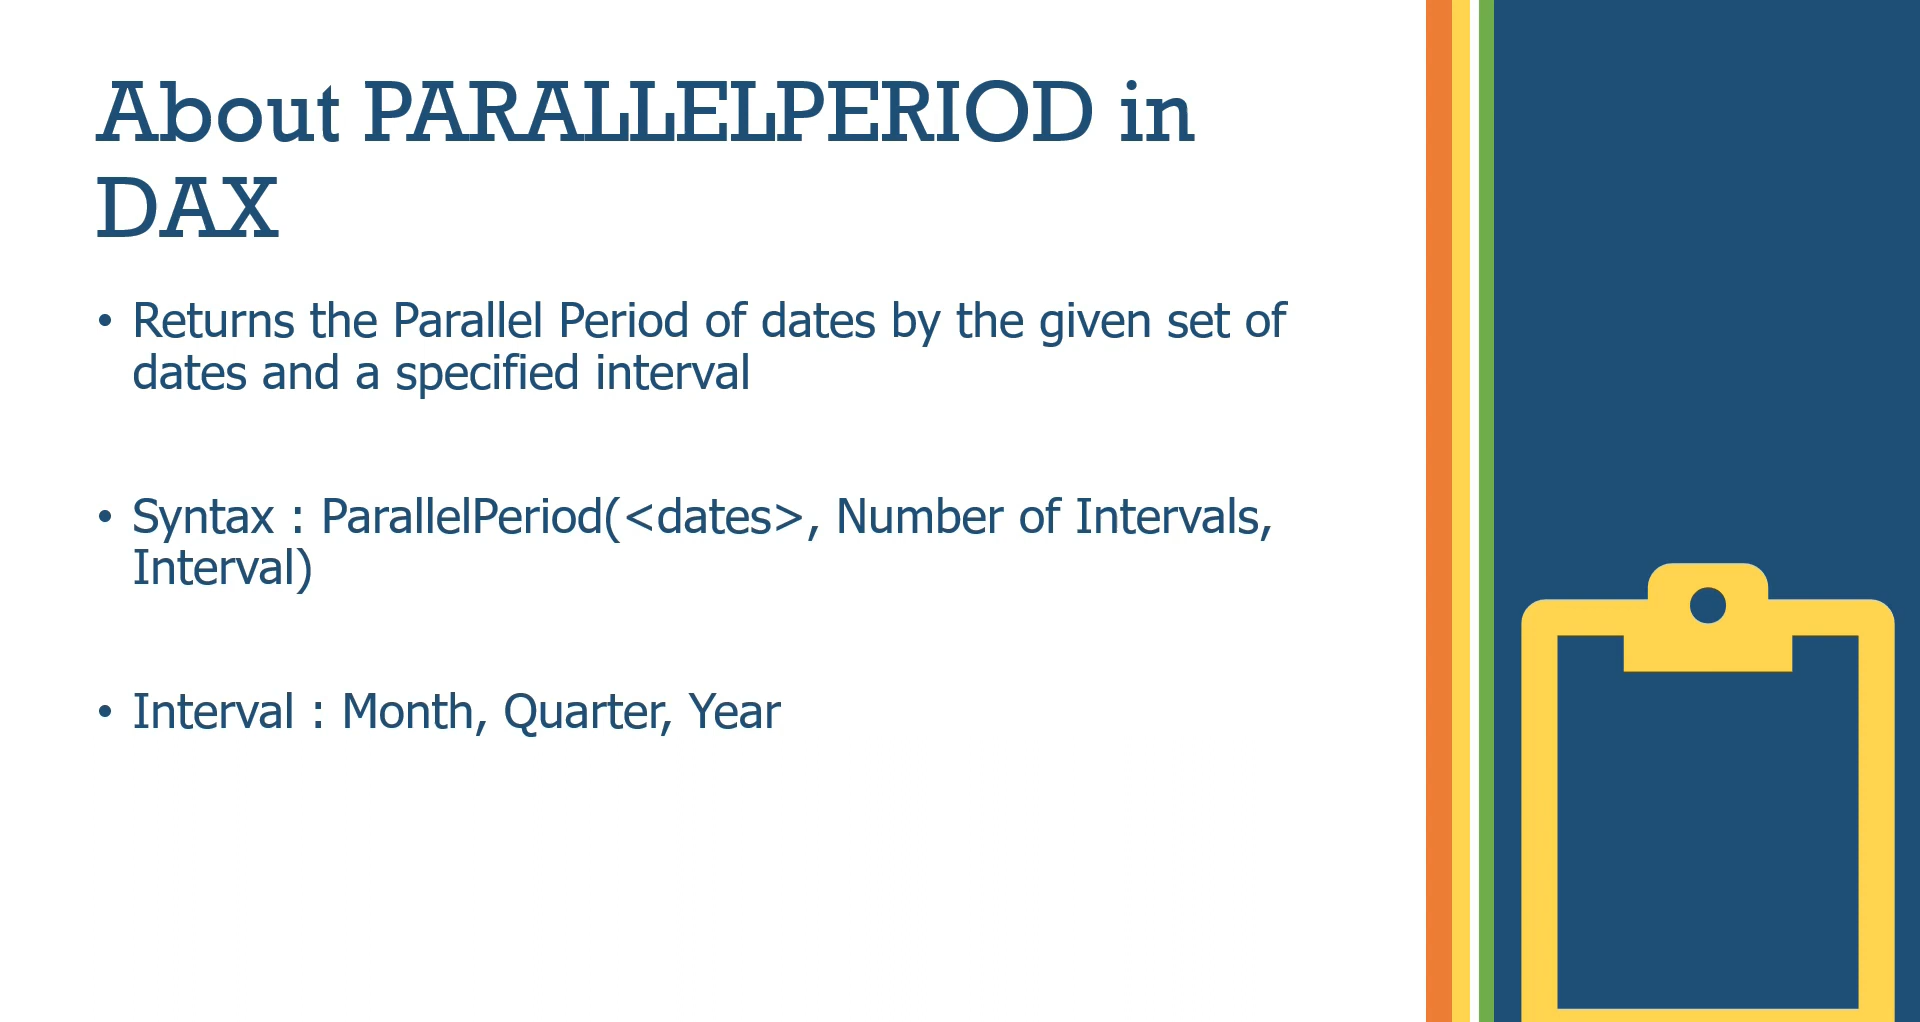 About PARALLELPERIOD in
DAX
• Returns the Parallel Period of dates by the given set of
dates and a specified interval
• Syntax : ParallelPeriod(<dates>, Number of Intervals,
Interval)
• Interval : Month, Quarter, Year